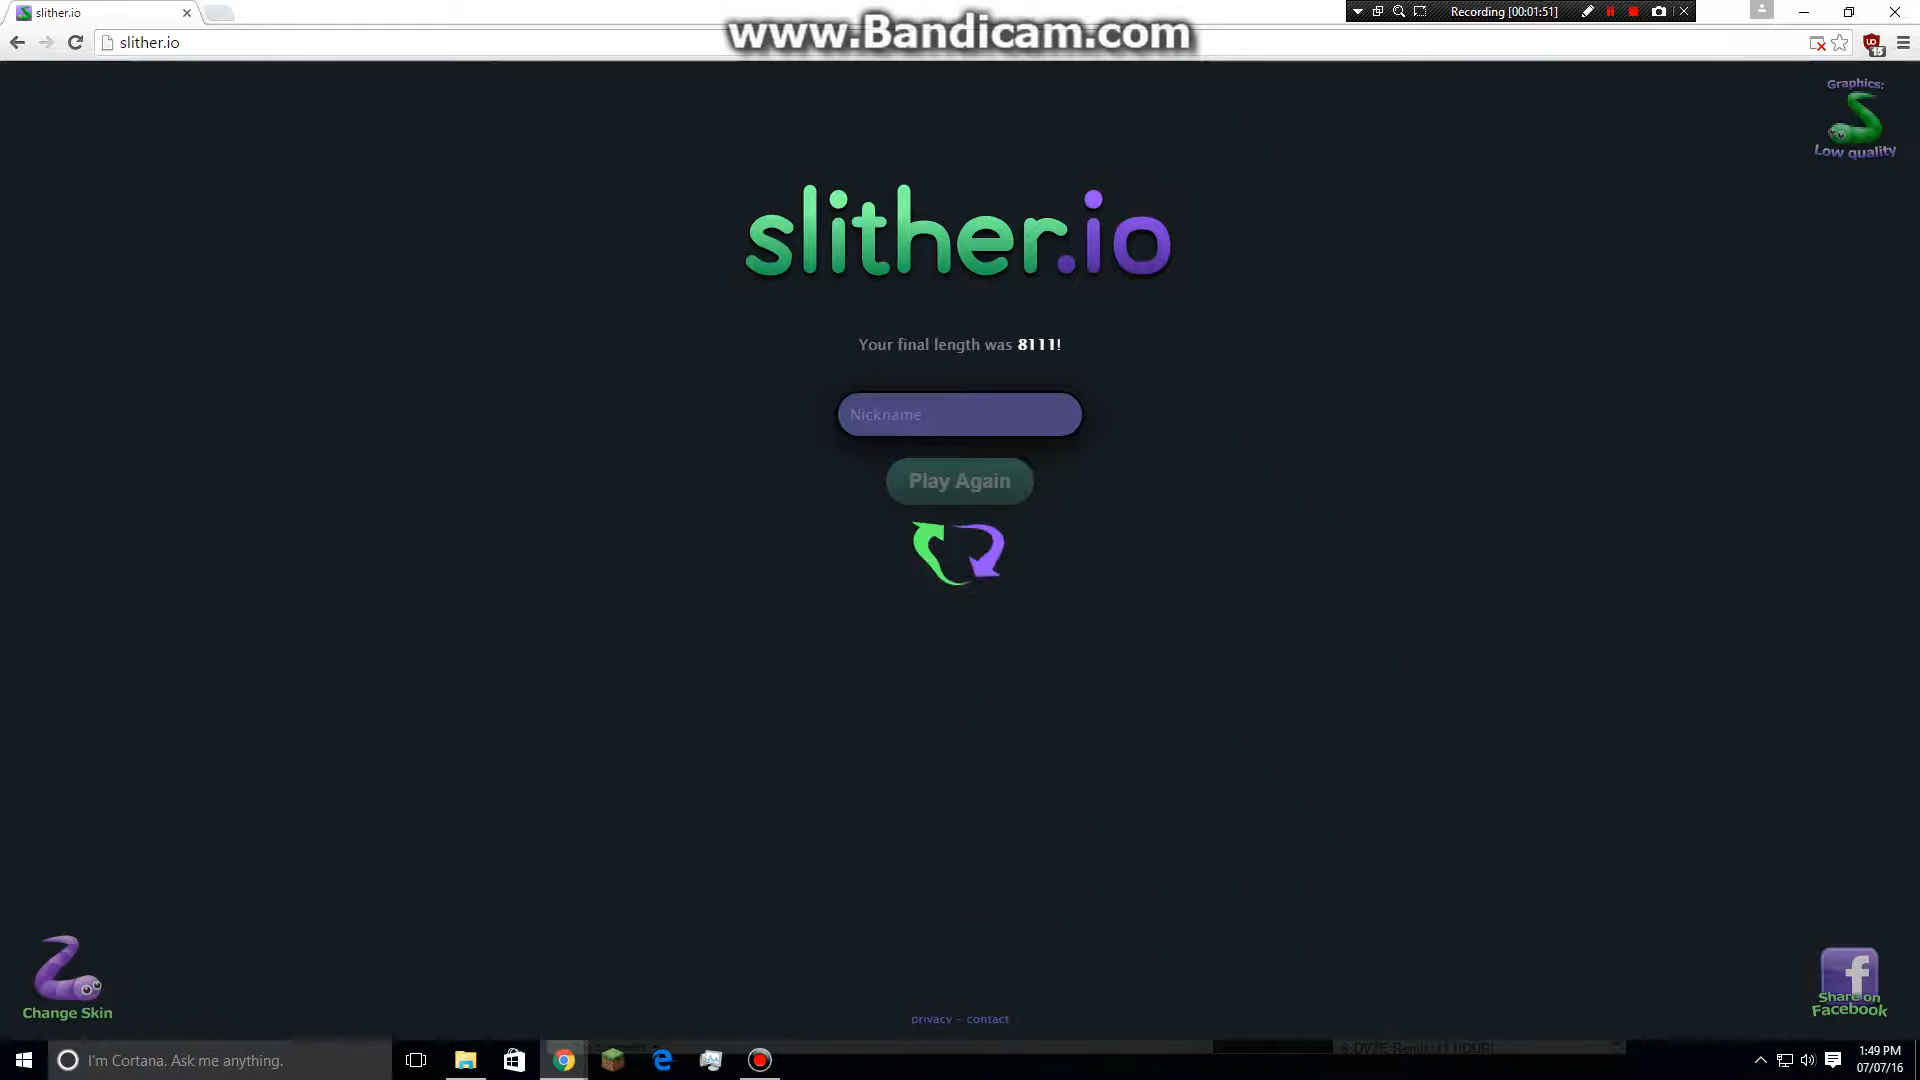 slither.io
www.Bandicam.com
Recording [00:01:51]
slither.io
15
Graphics:
Low quality
slither.io
Your final length was 8111!
Nickname
Play Again
Change Skin
Share on
Facebook
privacy – contact
I'm Cortana. Ask me anything.
1:49 PM
07/07/16